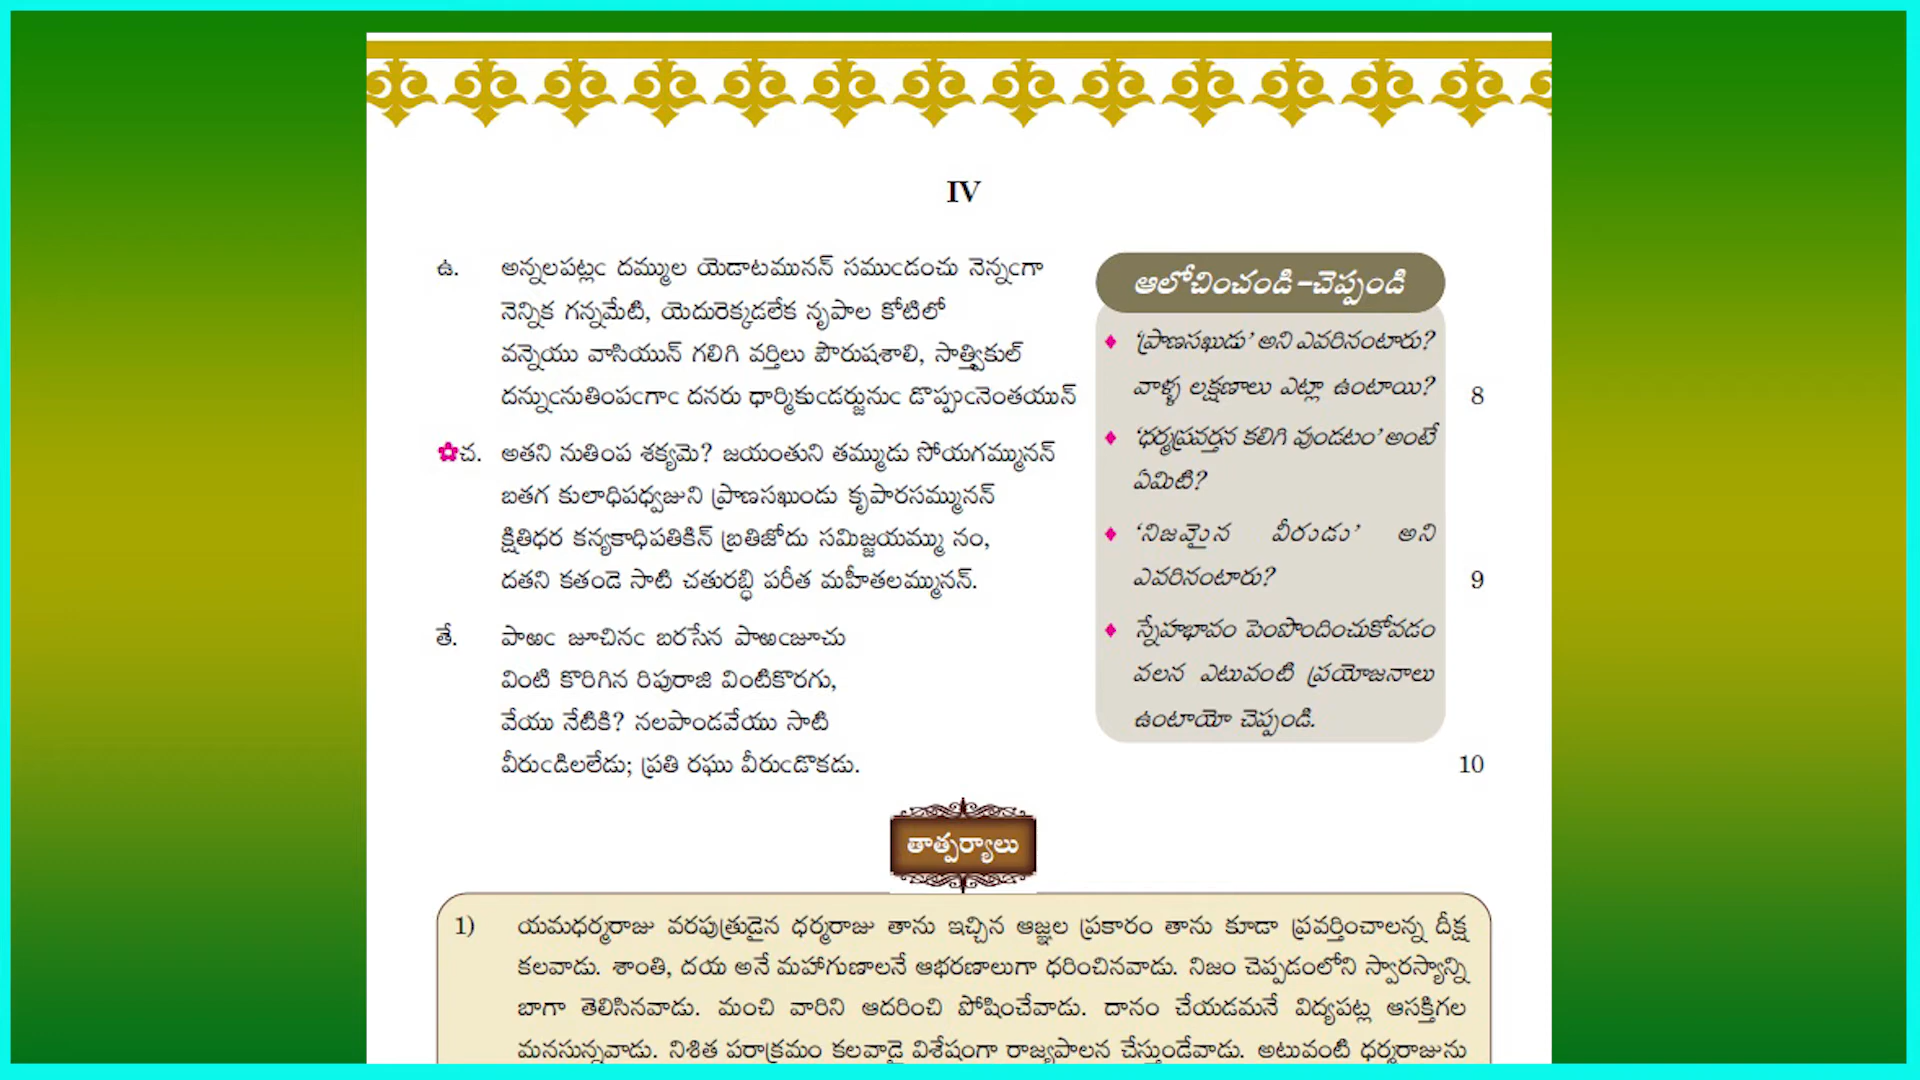 IV
ఉ. అన్నలపట్లఁ దమ్ముల యెడాటమునన్ సముఁడంచు నెన్నఁగా
నెన్నిక గన్నమేటి, యెదురెక్కడలేక నృపాల కోటిలో
వన్నెయు వాసియున్ గలిగి వర్తిలు పౌరుషశాలి, సాత్త్వికుల్
దన్నుఁనుతింపఁగాఁ దనరు ధార్మికుఁడర్జునుఁ డొప్పుఁనెంతయున్ 8
చ. అతని నుతింప శక్యమె? జయంతుని తమ్ముడు సోయగమ్మునన్
బతగ కులాధిపధ్వజుని ప్రాణసఖుండు కృపారసమ్మునన్
క్షితిధర కన్యకాధిపతికిన్ బ్రతిజోదు సమిజ్జయమ్ము నం,
దతని కతండె సాటి చతురబ్ధి పరీత మహీతలమ్మునన్. 9
తే. పాఱఁ జూచినఁ బరసేన పాఱఁజూచు
వింటి కొరిగిన రిపురాజి వింటికొరగు,
వేయు నేటికి? నలపాండవేయు సాటి
వీరుఁడిలలేడు; ప్రతి రఘు వీరుఁడొకడు. 10
ఆలోచించండి-చెప్పండి
♦ ‘ప్రాణసఖుడు’ అని ఎవరినంటారు?
వాళ్ళ లక్షణాలు ఎట్లా ఉంటాయి?
♦ ‘ధర్మప్రవర్తన కలిగి వుండటం’ అంటే
ఏమిటి?
♦ ‘నిజమైన వీరుడు’ అని
ఎవరినంటారు?
♦ స్నేహభావం పెంపొందించుకోవడం
వలన ఎటువంటి ప్రయోజనాలు
ఉంటాయో చెప్పండి.
తాత్పర్యాలు
1) యమధర్మరాజు వరపుత్రుడైన ధర్మరాజు తాను ఇచ్చిన ఆజ్ఞల ప్రకారం తాను కూడా ప్రవర్తించాలన్న దీక్ష
కలవాడు. శాంతి, దయ అనే మహాగుణాలనే ఆభరణాలుగా ధరించినవాడు. నిజం చెప్పడంలోని స్వారస్యాన్ని
బాగా తెలిసినవాడు. మంచి వారిని ఆదరించి పోషించేవాడు. దానం చేయడమనే విద్యపట్ల ఆసక్తిగల
మనసున్నవాడు. నిశిత పరాక్రమం కలవాడై విశేషంగా రాజ్యపాలన చేస్తుండేవాడు. అటువంటి ధర్మరాజును